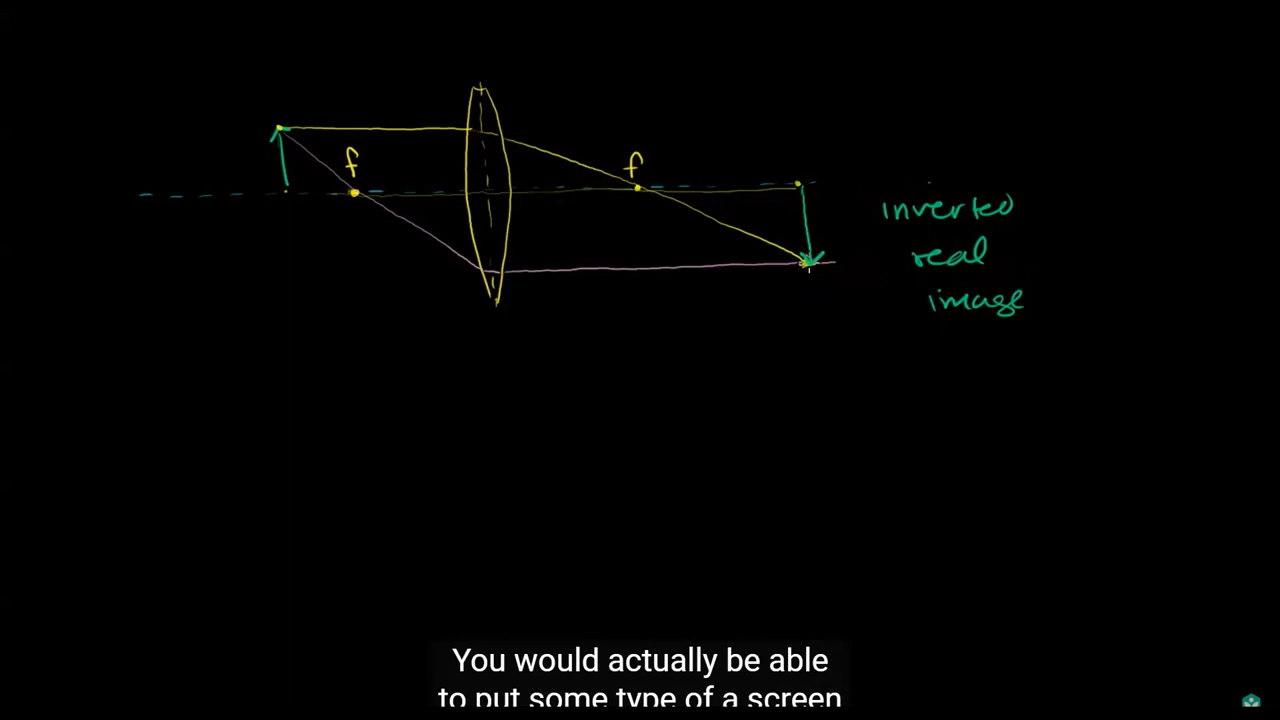 f
f
inverted
real
image
You would actually be able
to put some type of a screen